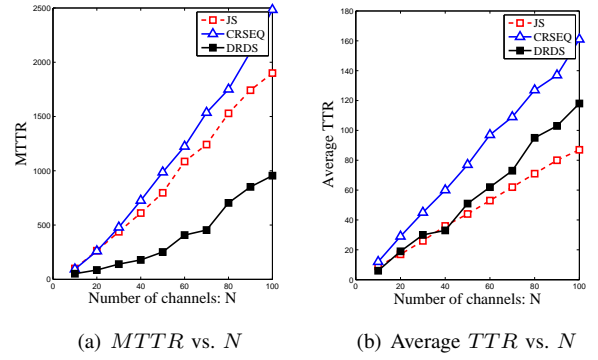 2500
2000
1500
1000
500
0
0 20 40 60 80 100
MTTR
Number of channels: N
JS
CRSEQ
DRDS
(a) MTTR vs. N
180
160
140
120
100
80
60
40
20
0
0 20 40 60 80 100
Average TTR
Number of channels: N
JS
CRSEQ
DRDS
(b) Average TTR vs. N